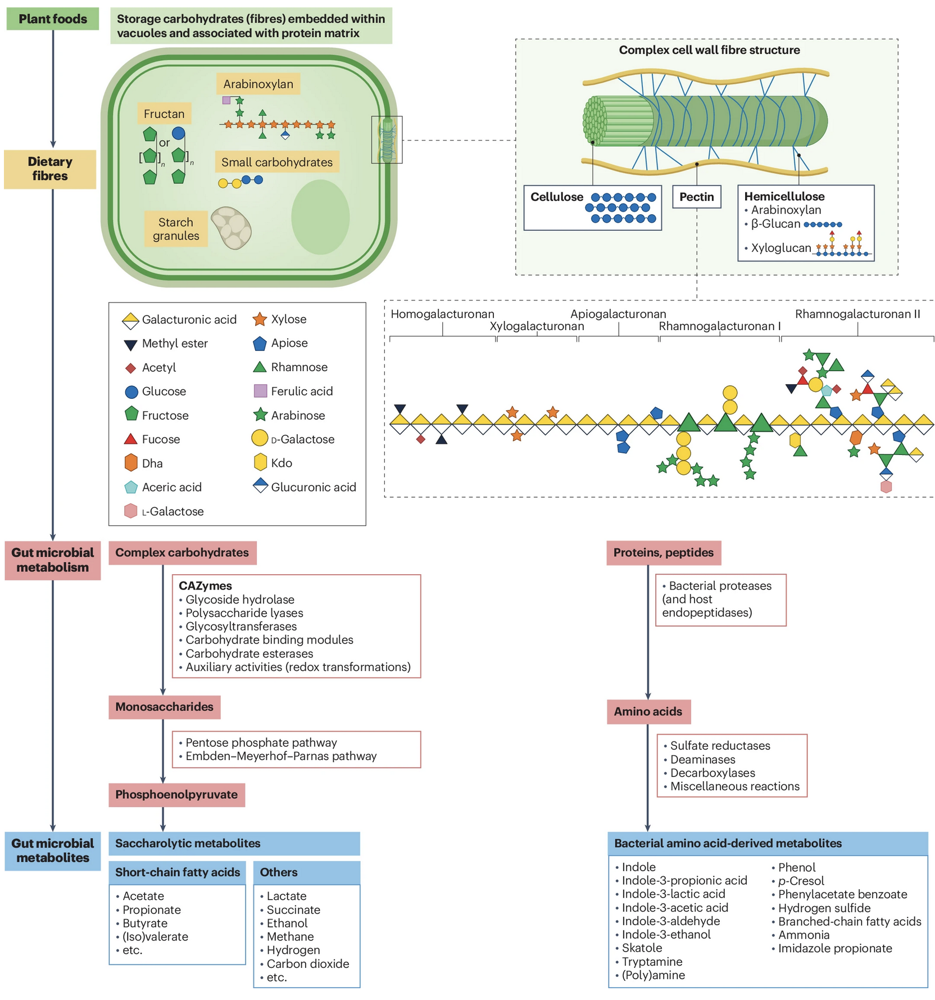 Plant foods
Storage carbohydrates (fibres) embedded within
vacuoles and associated with protein matrix
Complex cell wall fibre structure
Arabinoxylan
Fructan
or
[ ]n
]n
Small carbohydrates
Starch
granules
Dietary
fibres
Cellulose
Pectin
Hemicellulose
• Arabinoxylan
• β-Glucan
• Xyloglucan
Galacturonic acid
Methyl ester
Acetyl
Glucose
Fructose
Fucose
Dha
Aceric acid
L-Galactose
Xylose
Apiose
Rhamnose
Ferulic acid
Arabinose
D-Galactose
Kdo
Glucuronic acid
Homogalacturonan
Xylogalacturonan
Apiogalacturonan
Rhamnogalacturonan I
Rhamnogalacturonan II
Gut microbial
metabolism
Complex carbohydrates
CAZymes
• Glycoside hydrolase
• Polysaccharide lyases
• Glycosyltransferases
• Carbohydrate binding modules
• Carbohydrate esterases
• Auxiliary activities (redox transformations)
Monosaccharides
• Pentose phosphate pathway
• Embden–Meyerhof–Parnas pathway
Phosphoenolpyruvate
Proteins, peptides
• Bacterial proteases
(and host
endopeptidases)
Amino acids
• Sulfate reductases
• Deaminases
• Decarboxylases
• Miscellaneous reactions
Gut microbial
metabolites
Saccharolytic metabolites
Short-chain fatty acids
• Acetate
• Propionate
• Butyrate
• (Iso)valerate
• etc.
Others
• Lactate
• Succinate
• Ethanol
• Methane
• Hydrogen
• Carbon dioxide
• etc.
Bacterial amino acid-derived metabolites
• Indole
• Indole-3-propionic acid
• Indole-3-lactic acid
• Indole-3-acetic acid
• Indole-3-aldehyde
• Indole-3-ethanol
• Skatole
• Tryptamine
• (Poly)amine
• Phenol
• p-Cresol
• Phenylacetate benzoate
• Hydrogen sulfide
• Branched-chain fatty acids
• Ammonia
• Imidazole propionate